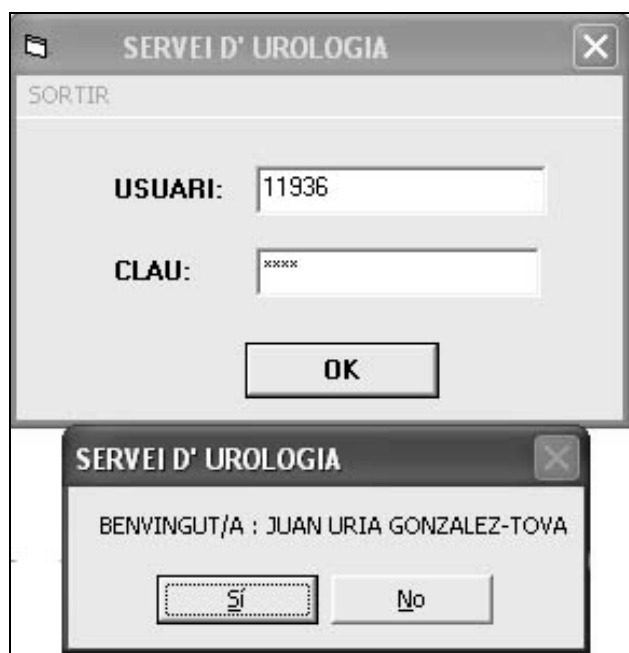 SERVEI D' UROLOGIA
SORTIR
USUARI: 11936
CLAU: ****
OK
SERVEI D' UROLOGIA
BENVINGUT/A : JUAN URIA GONZALEZ-TOVA
Sí No